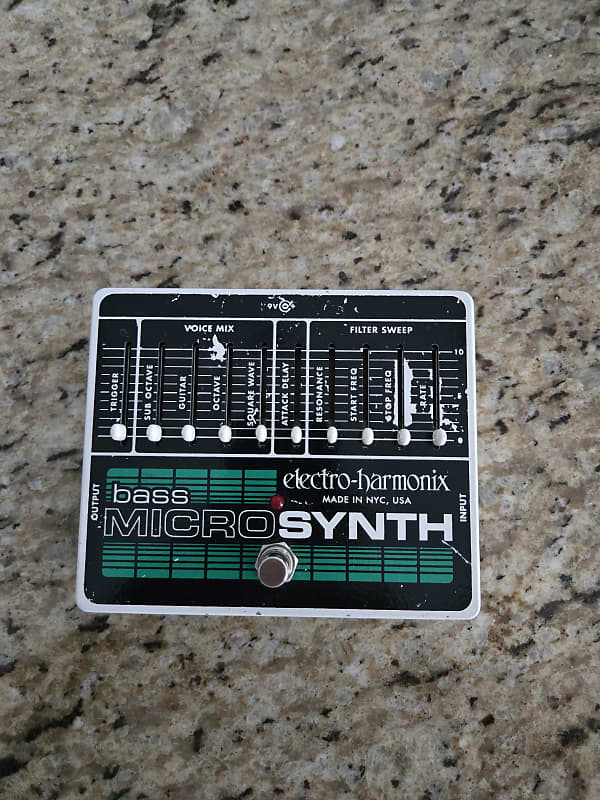 9V
VOICE MIX
FILTER SWEEP
10
TRIGGER
SUB OCTAVE
GUITAR
OCTAVE
SQUARE WAVE
ATTACK DELAY
RESONANCE
START FREQ
STOP FREQ
RATE
0
OUTPUT
bass
electro-harmonix
MADE IN NYC, USA
MICROSYNTH
INPUT